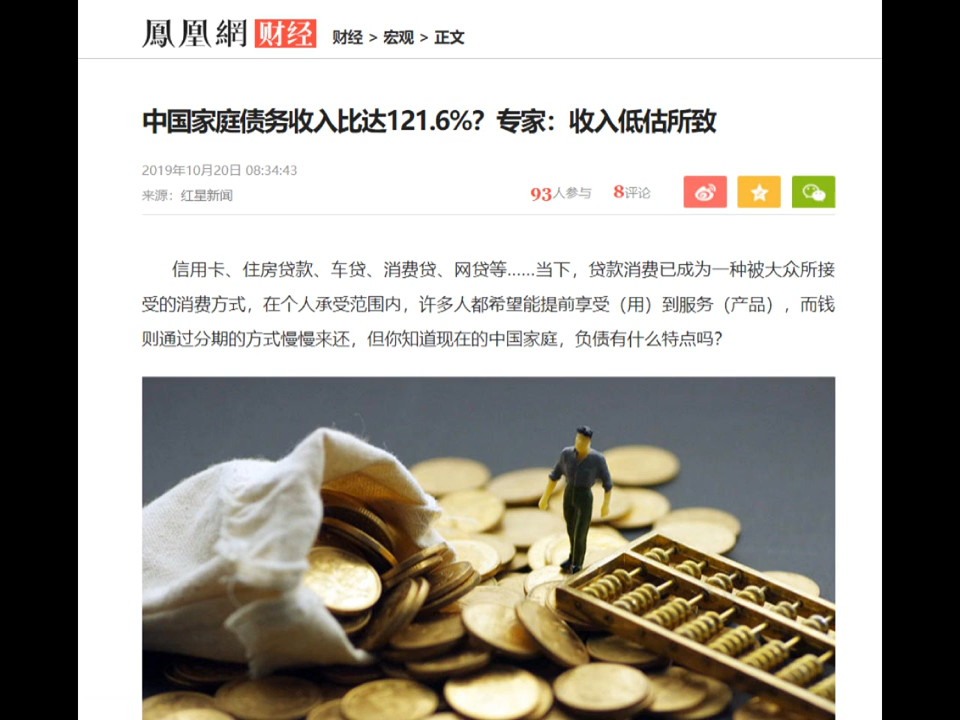 鳳凰網财经 财经 > 宏观 > 正文
中国家庭债务收入比达121.6%？专家：收入低估所致
2019年10月20日 08:34:43
来源：红星新闻
93人参与 8评论
信用卡、住房贷款、车贷、消费贷、网贷等......当下，贷款消费已成为一种被大众所接
受的消费方式，在个人承受范围内，许多人都希望能提前享受（用）到服务（产品），而钱
则通过分期的方式慢慢来还，但你知道现在的中国家庭，负债有什么特点吗？